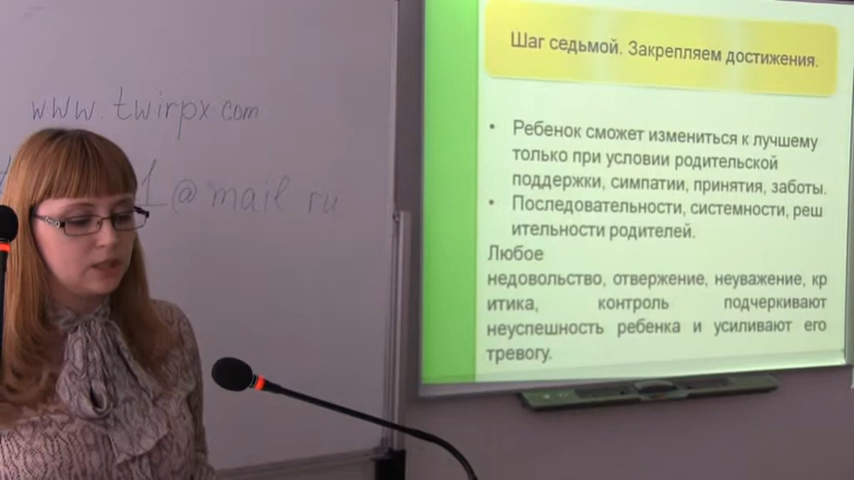 www. twirpx com
1@mail ru
Шаг седьмой. Закрепляем достижения.
• Ребенок сможет измениться к лучшему
только при условии родительской
поддержки, симпатии, принятия, заботы.
• Последовательности, системности, реш
ительности родителей.
Любое
недовольство, отвержение, неуважение, кр
итика, контроль подчеркивают
неуспешность ребенка и усиливают его
тревогу.